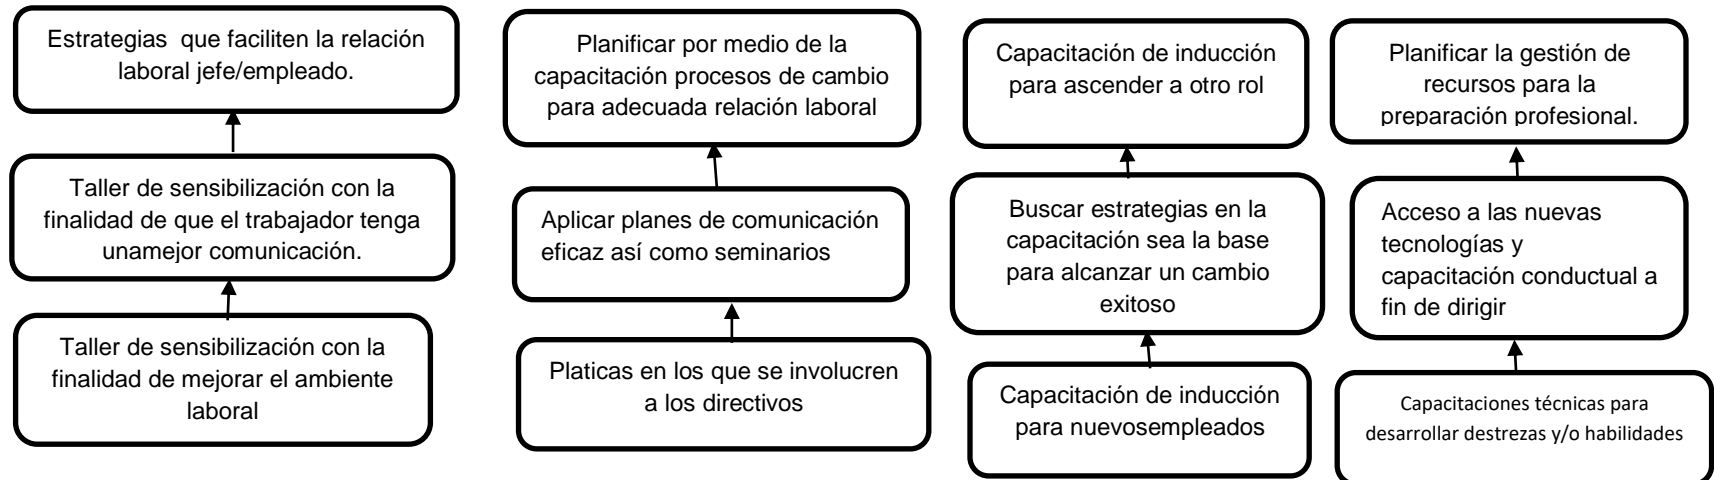 Estrategias que faciliten la relación
laboral jefe/empleado.
Planificar por medio de la
capacitación procesos de cambio
para adecuada relación laboral
Capacitación de inducción
para ascender a otro rol
Planificar la gestión de
recursos para la
preparación profesional.
Taller de sensibilización con la
finalidad de que el trabajador tenga
unamejor comunicación.
Aplicar planes de comunicación
eficaz así como seminarios
Buscar estrategias en la
capacitación sea la base
para alcanzar un cambio
exitoso
Acceso a las nuevas
tecnologías y
capacitación conductual a
fin de dirigir
Taller de sensibilización con la
finalidad de mejorar el ambiente
laboral
Platicas en los que se involucren
a los directivos
Capacitación de inducción
para nuevosempleados
Capacitaciones técnicas para
desarrollar destrezas y/o habilidades